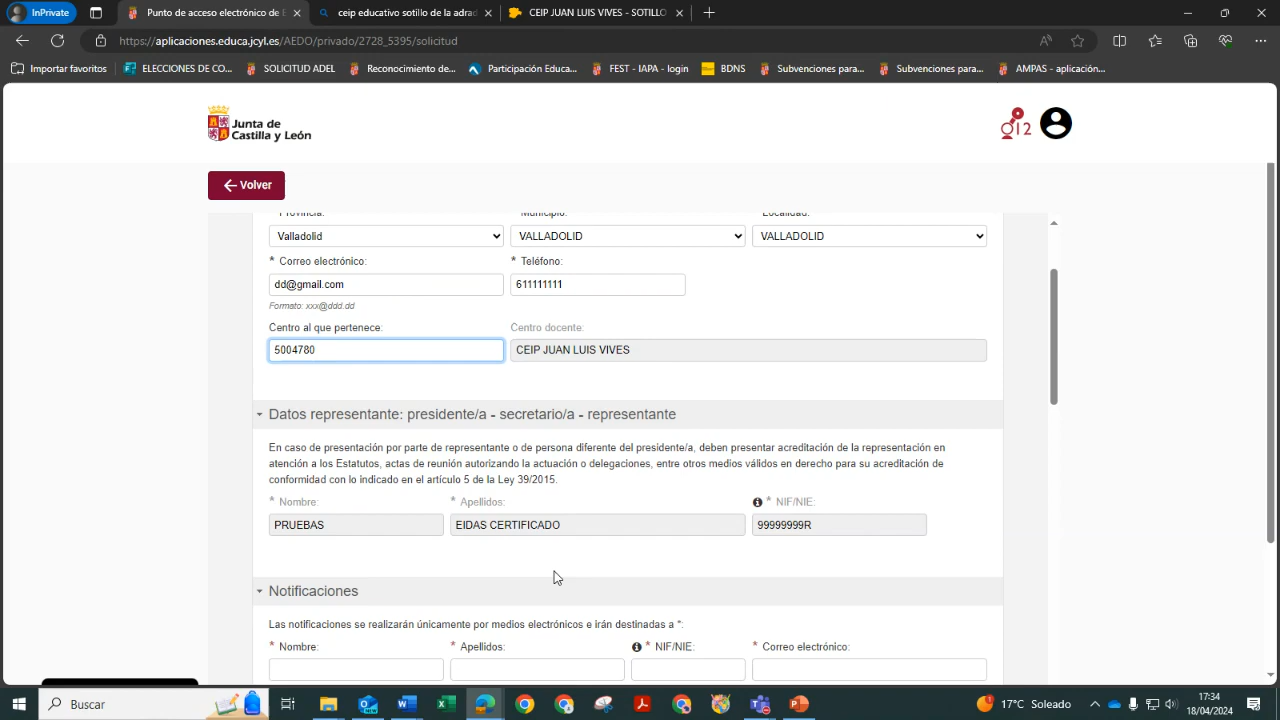 InPrivate
Punto de acceso electrónico de E
ceip educativo sotillo de la adrad
CEIP JUAN LUIS VIVES - SOTILLO
https://aplicaciones.educa.jcyl.es/AEDO/privado/2728_5395/solicitud
Importar favoritos
ELECCIONES DE CO...
SOLICITUD ADEL
Reconocimiento de...
Participación Educa...
FEST - IAPA - login
BDNS
Subvenciones para...
Subvenciones para...
AMPAS - aplicación...
Junta de
Castilla y León
012
Volver
Provincia:
Municipio:
Localidad:
Valladolid
VALLADOLID
VALLADOLID
* Correo electrónico:
* Teléfono:
dd@gmail.com
611111111
Formato: xxx@ddd.dd
Centro al que pertenece:
Centro docente:
5004780
CEIP JUAN LUIS VIVES
Datos representante: presidente/a - secretario/a - representante
En caso de presentación por parte de representante o de persona diferente del presidente/a, deben presentar acreditación de la representación en
atención a los Estatutos, actas de reunión autorizando la actuación o delegaciones, entre otros medios válidos en derecho para su acreditación de
conformidad con lo indicado en el artículo 5 de la Ley 39/2015.
* Nombre:
* Apellidos:
* NIF/NIE:
PRUEBAS
EIDAS CERTIFICADO
99999999R
Notificaciones
Las notificaciones se realizarán únicamente por medios electrónicos e irán destinadas a *:
* Nombre:
* Apellidos:
* NIF/NIE:
* Correo electrónico:
Buscar
17°C Soleado
17:34
18/04/2024